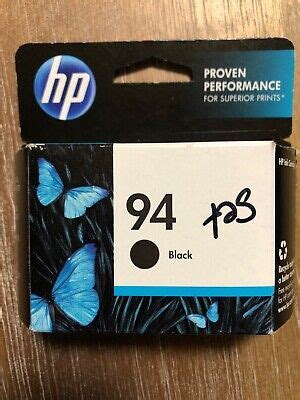 hp
PROVEN
PERFORMANCE
FOR SUPERIOR PRINTS*
94
Black